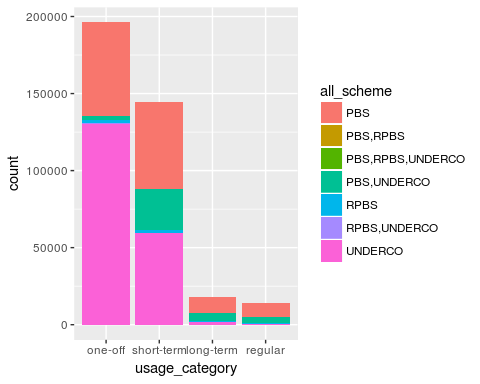 200000
150000
100000
50000
0
count
one-off short-term long-term regular
usage_category
all_scheme
PBS
PBS,RPBS
PBS,RPBS,UNDERCO
PBS,UNDERCO
RPBS
RPBS,UNDERCO
UNDERCO